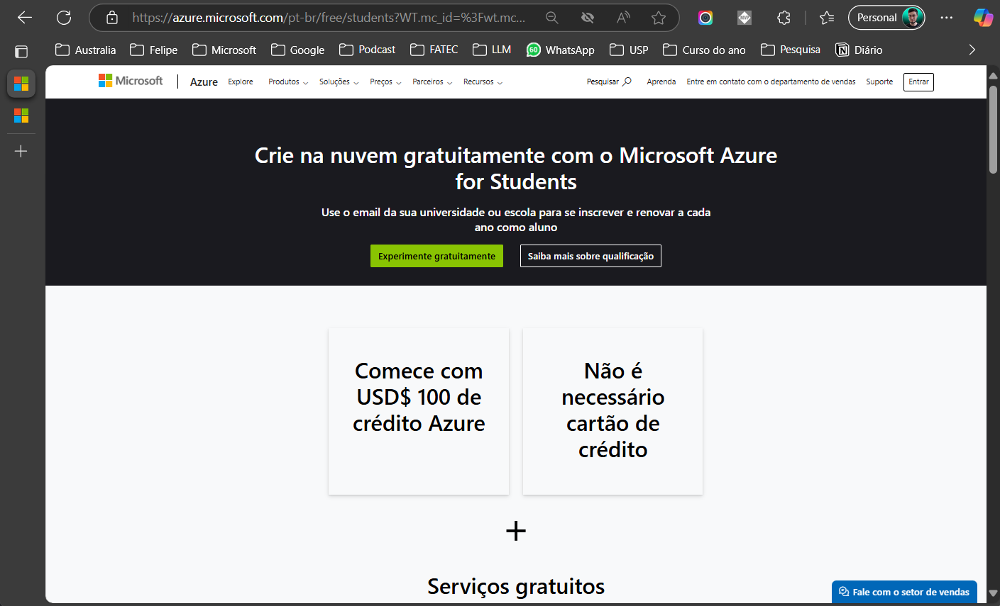 https://azure.microsoft.com/pt-br/free/students?WT.mc_id=%3Fwt.mc...
MVP
Personal
Australia
Felipe
Microsoft
Google
Podcast
FATEC
LLM
60
WhatsApp
USP
Curso do ano
Pesquisa
Diário
Microsoft
Azure
Explore
Produtos
Soluções
Preços
Parceiros
Recursos
Pesquisar
Aprenda
Entre em contato com o departamento de vendas
Suporte
Entrar
Crie na nuvem gratuitamente com o Microsoft Azure
for Students
Use o email da sua universidade ou escola para se inscrever e renovar a cada
ano como aluno
Experimente gratuitamente
Saiba mais sobre qualificação
Comece com
USD$ 100 de
crédito Azure
Não é
necessário
cartão de
crédito
+
Serviços gratuitos
Fale com o setor de vendas